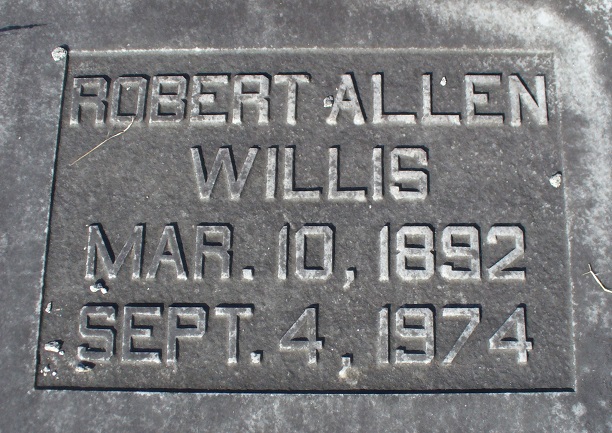 ROBERT ALLEN
WILLIS
MAR. 10, 1892
SEPT. 4, 1974